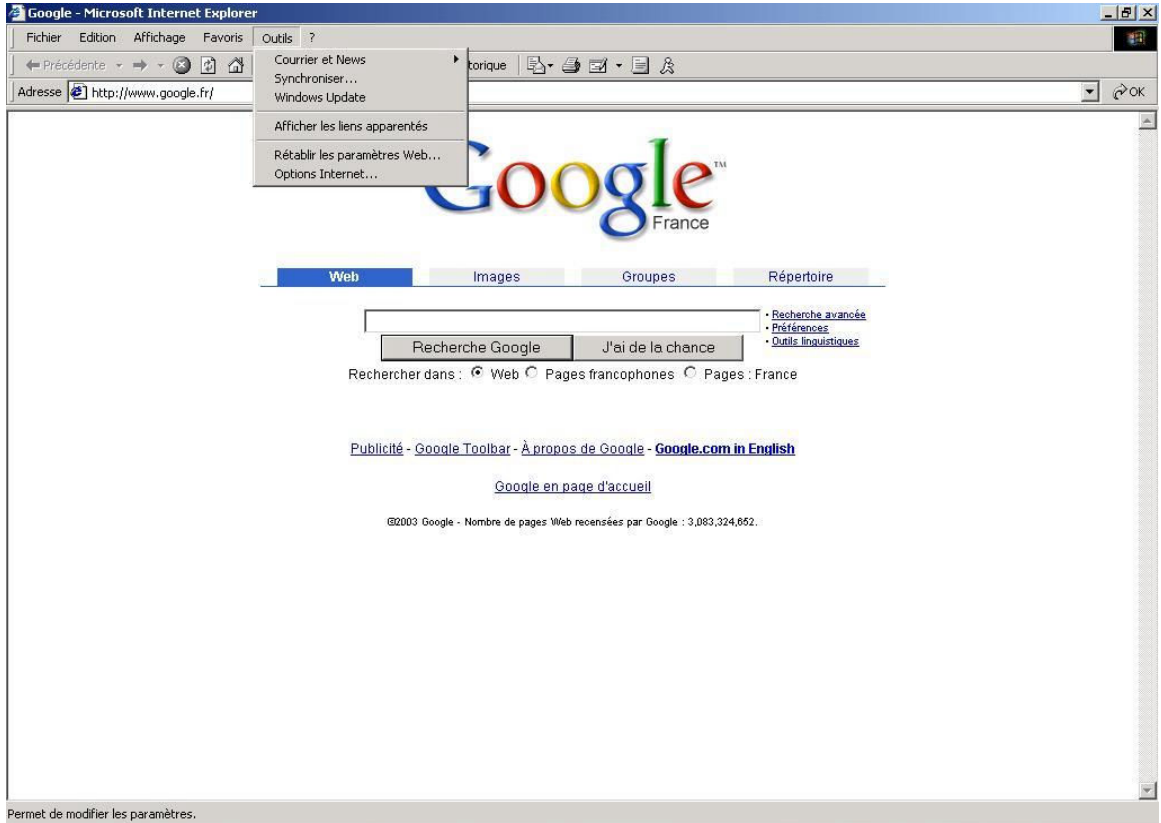 Google - Microsoft Internet Explorer
Fichier Edition Affichage Favoris Outils ?
Précédente torique
Adresse http://www.google.fr/ OK
Courrier et News
Synchroniser...
Windows Update
Afficher les liens apparentés
Rétablir les paramètres Web...
Options Internet...
Google™
France
Web Images Groupes Répertoire
• Recherche avancée
• Préférences
• Outils linguistiques
Recherche Google J'ai de la chance
Rechercher dans : Web Pages francophones Pages : France
Publicité - Google Toolbar - À propos de Google - Google.com in English
Google en page d'accueil
©2003 Google - Nombre de pages Web recensées par Google : 3,083,324,652.
Permet de modifier les paramètres.